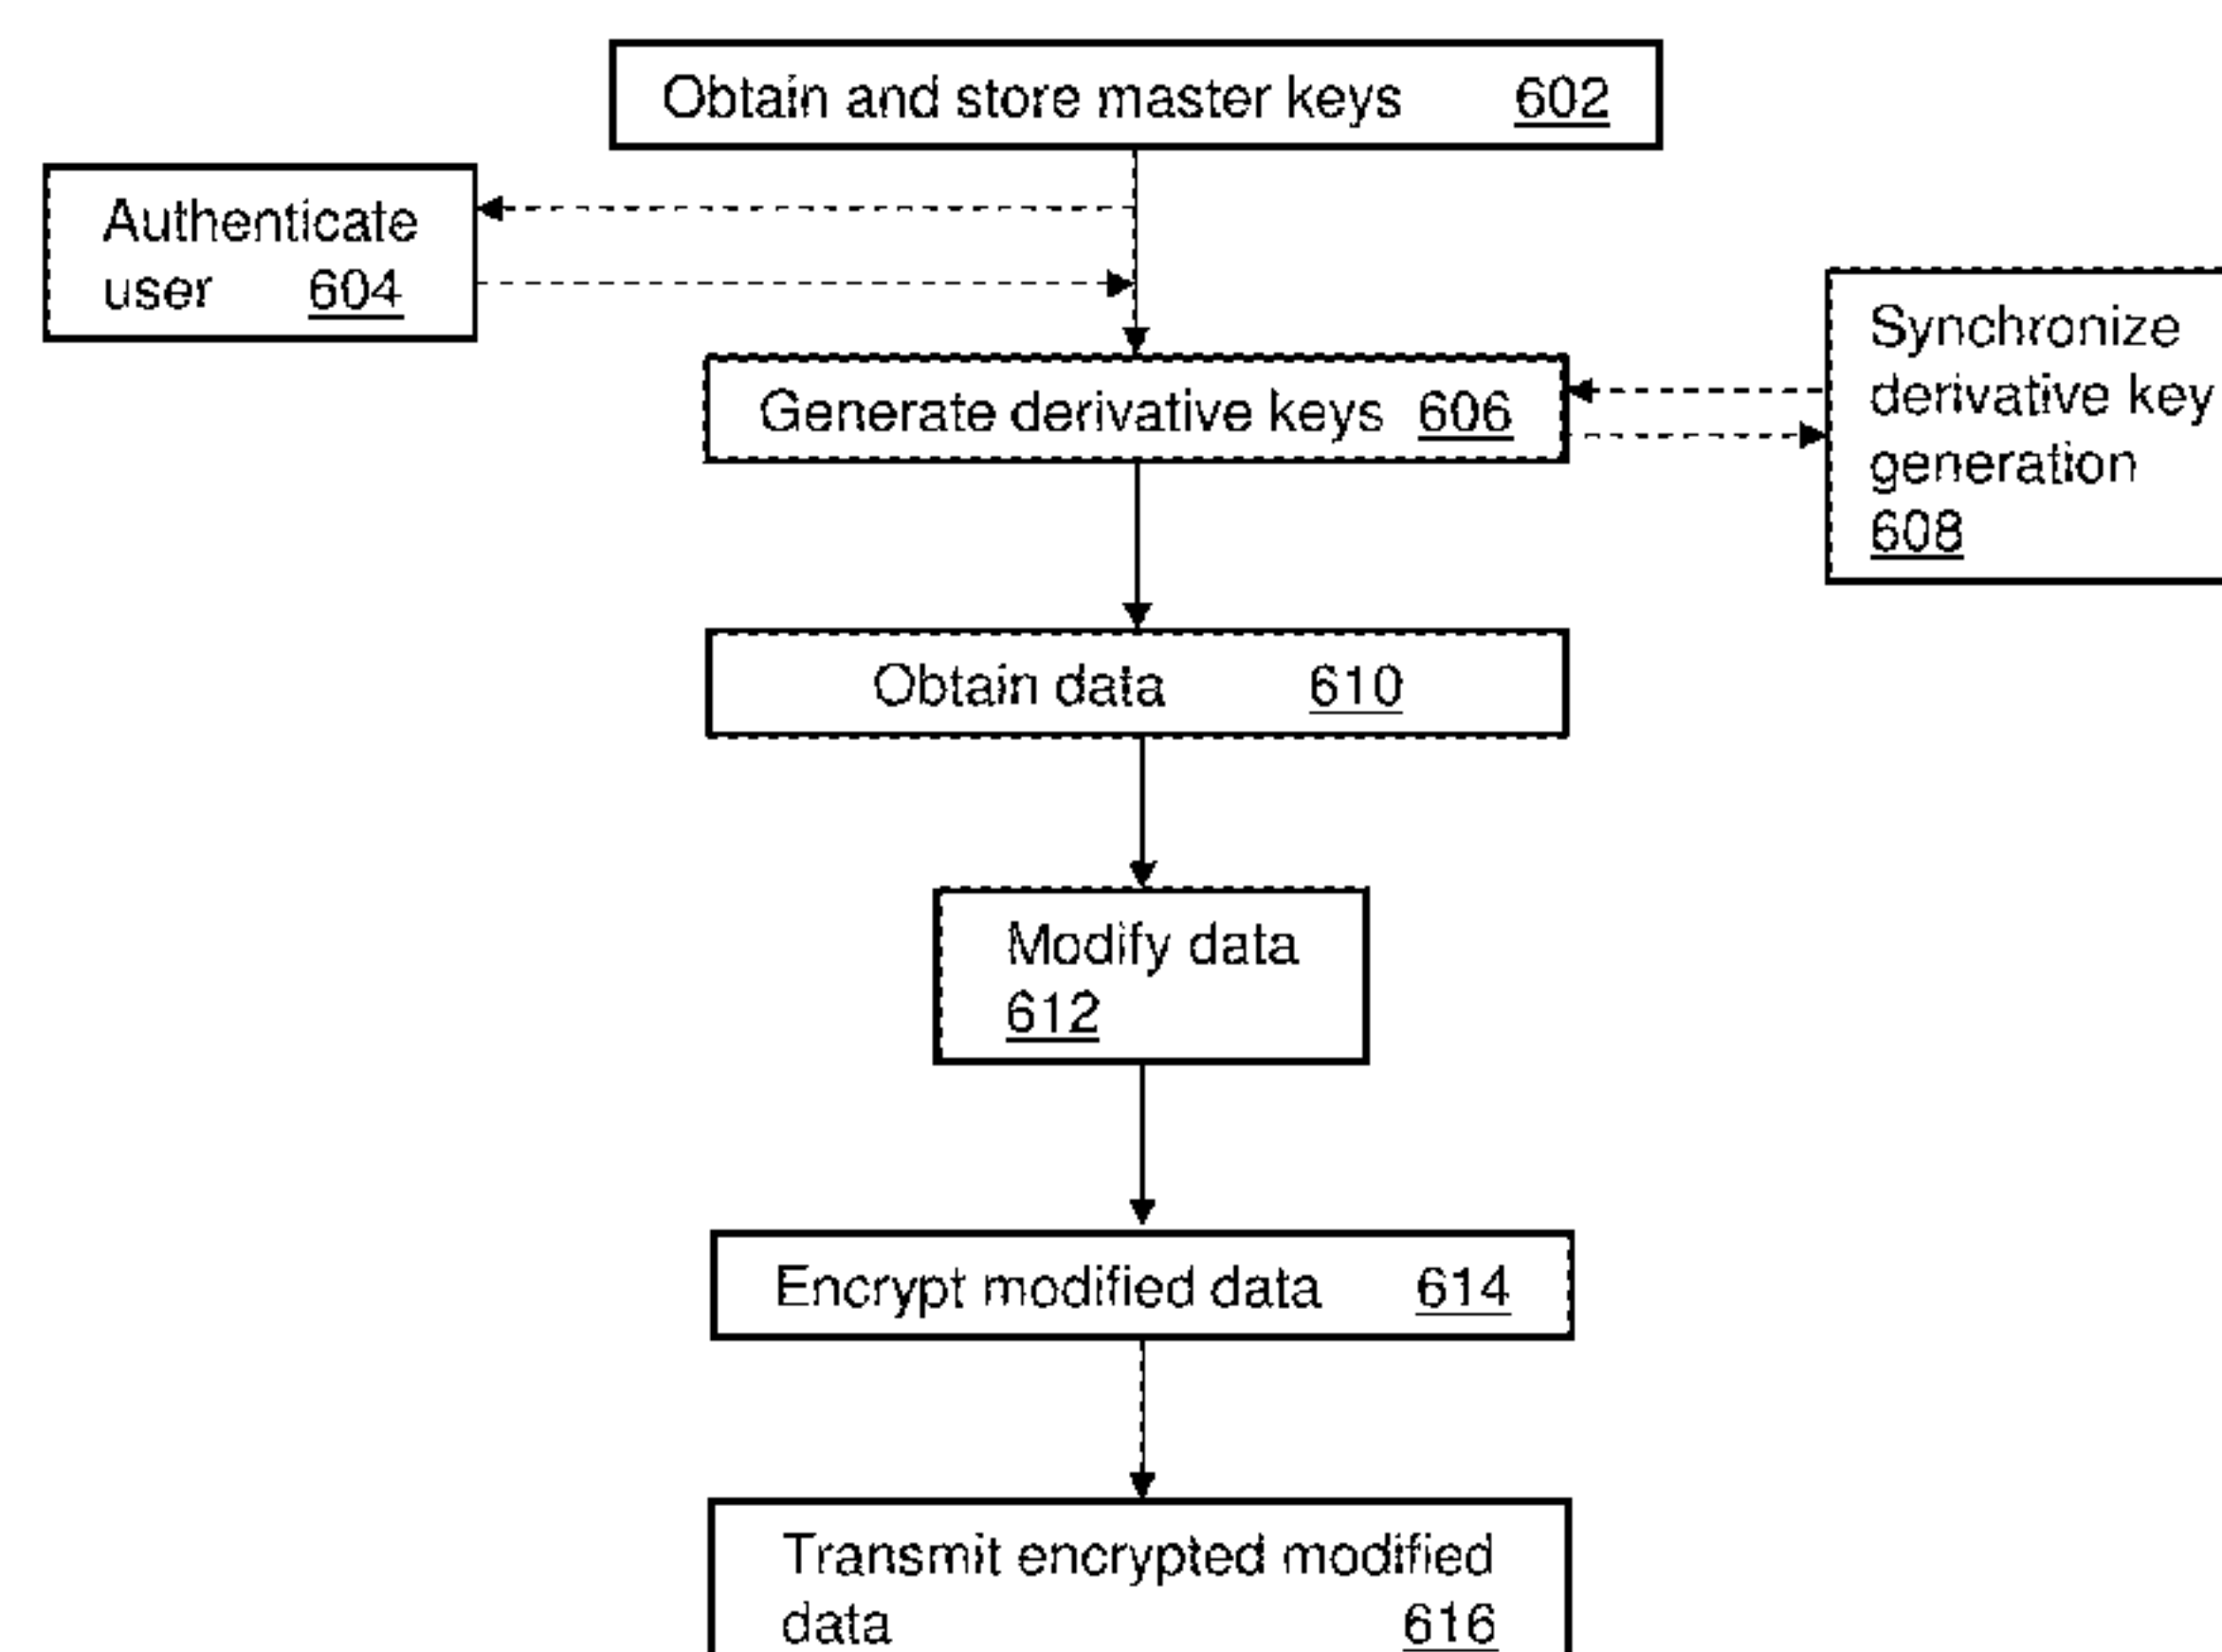 Obtain and store master keys 602
Authenticate
user 604
Generate derivative keys 606
Synchronize
derivative key
generation
608
Obtain data 610
Modify data
612
Encrypt modified data 614
Transmit encrypted modified
data 616